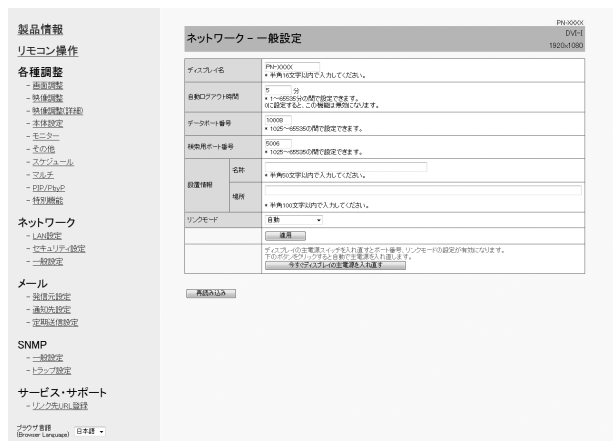 製品情報
リモコン操作
各種調整
- 画面調整
- 映像調整
- 映像調整(詳細)
- 本体設定
- モニター
- その他
- スケジュール
- マルチ
- PIP/PbyP
- 特別機能
ネットワーク
- LAN設定
- セキュリティ設定
- 一般設定
メール
- 発信元設定
- 通知先設定
- 定期送信設定
SNMP
- 一般設定
- トラップ設定
サービス・サポート
- リンク先URL登録
ブラウザ言語
(Browser Language) 日本語
PN-XXXX
ネットワーク - 一般設定
DVI-I
1920x1080
ディスプレイ名
PN-XXXX
* 半角16文字以内で入力してください。
自動ログアウト時間
5 分
* 1～65535分の間で設定できます。
0に設定すると、この機能は無効になります。
データポート番号
10008
* 1025～65535の間で設定できます。
検索用ポート番号
5006
* 1025～65535の間で設定できます。
設置情報
名称
* 半角50文字以内で入力してください。
場所
* 半角100文字以内で入力してください。
リンクモード
自動
適用
ディスプレイの主電源スイッチを入れ直すとポート番号、リンクモードの設定が有効になります。
下のボタンをクリックすると自動で主電源を入れ直します。
今すぐディスプレイの主電源を入れ直す
再読み込み